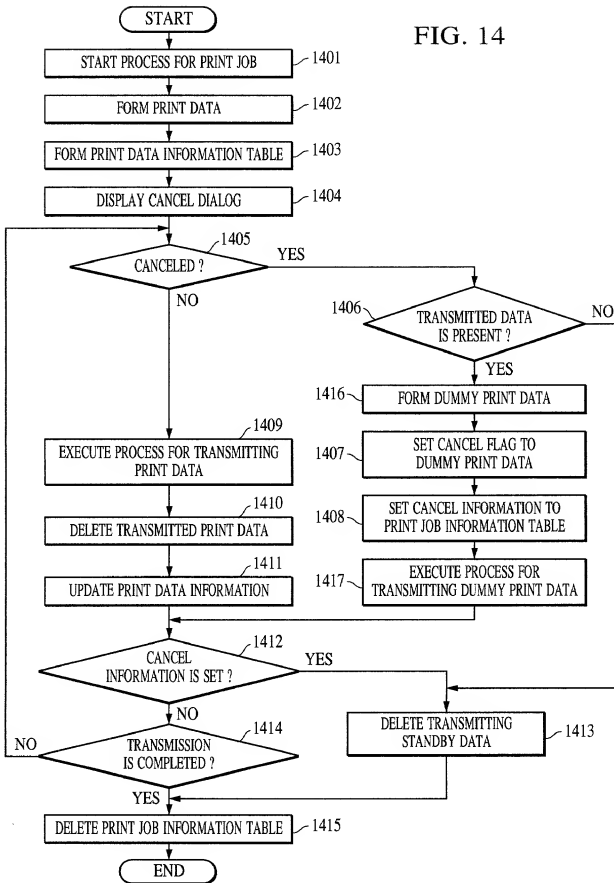 START
FIG. 14
START PROCESS FOR PRINT JOB
1401
FORM PRINT DATA
1402
FORM PRINT DATA INFORMATION TABLE
1403
DISPLAY CANCEL DIALOG
1404
1405
CANCELED ?
YES
NO
1406
TRANSMITTED DATA
IS PRESENT ?
NO
YES
1416
FORM DUMMY PRINT DATA
1409
EXECUTE PROCESS FOR TRANSMITTING
PRINT DATA
1407
SET CANCEL FLAG TO
DUMMY PRINT DATA
1410
DELETE TRANSMITTED PRINT DATA
1408
SET CANCEL INFORMATION TO
PRINT JOB INFORMATION TABLE
1411
UPDATE PRINT DATA INFORMATION
1417
EXECUTE PROCESS FOR
TRANSMITTING DUMMY PRINT DATA
1412
CANCEL
INFORMATION IS SET ?
YES
NO
1414
TRANSMISSION
IS COMPLETED ?
NO
YES
DELETE TRANSMITTING
STANDBY DATA
1413
DELETE PRINT JOB INFORMATION TABLE
1415
END